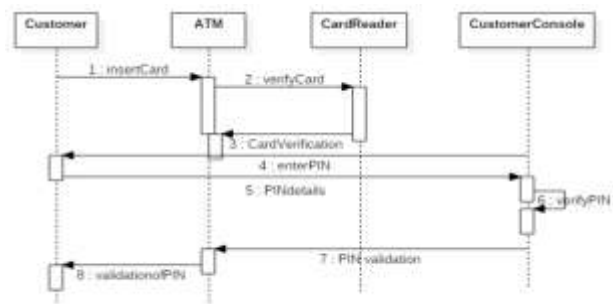 Customer
ATM
CardReader
CustomerConsole
1 : insertCard
2 : verifyCard
3 : CardVerification
4 : enterPIN
5 : PINdetails
6 : verifyPIN
7 : PIN validation
8 : validationofPIN